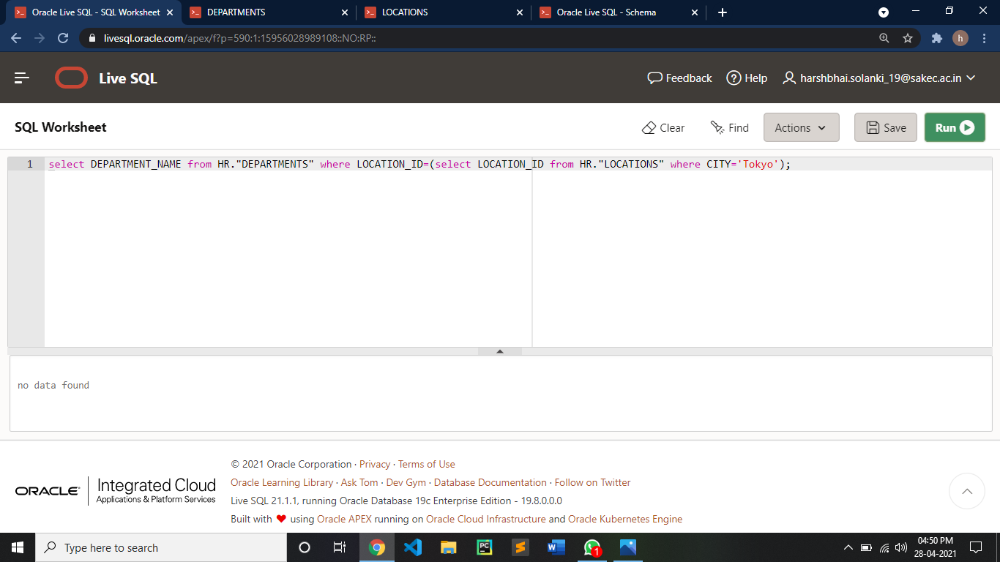 Oracle Live SQL - SQL Worksheet DEPARTMENTS LOCATIONS Oracle Live SQL - Schema
livesql.oracle.com/apex/f?p=590:1:15956028989108::NO:RP:: h
Live SQL Feedback Help harshbhai.solanki_19@sakec.ac.in
SQL Worksheet Clear Find Actions Save Run
1 select DEPARTMENT_NAME from HR."DEPARTMENTS" where LOCATION_ID=(select LOCATION_ID from HR."LOCATIONS" where CITY='Tokyo');
no data found
© 2021 Oracle Corporation · Privacy · Terms of Use
Oracle Learning Library · Ask Tom · Dev Gym · Database Documentation · Follow on Twitter
Live SQL 21.1.1, running Oracle Database 19c Enterprise Edition - 19.8.0.0.0
Built with ❤ using Oracle APEX running on Oracle Cloud Infrastructure and Oracle Kubernetes Engine
ORACLE Integrated Cloud
Applications & Platform Services
Type here to search
PC
S
W
1
04:50 PM
28-04-2021